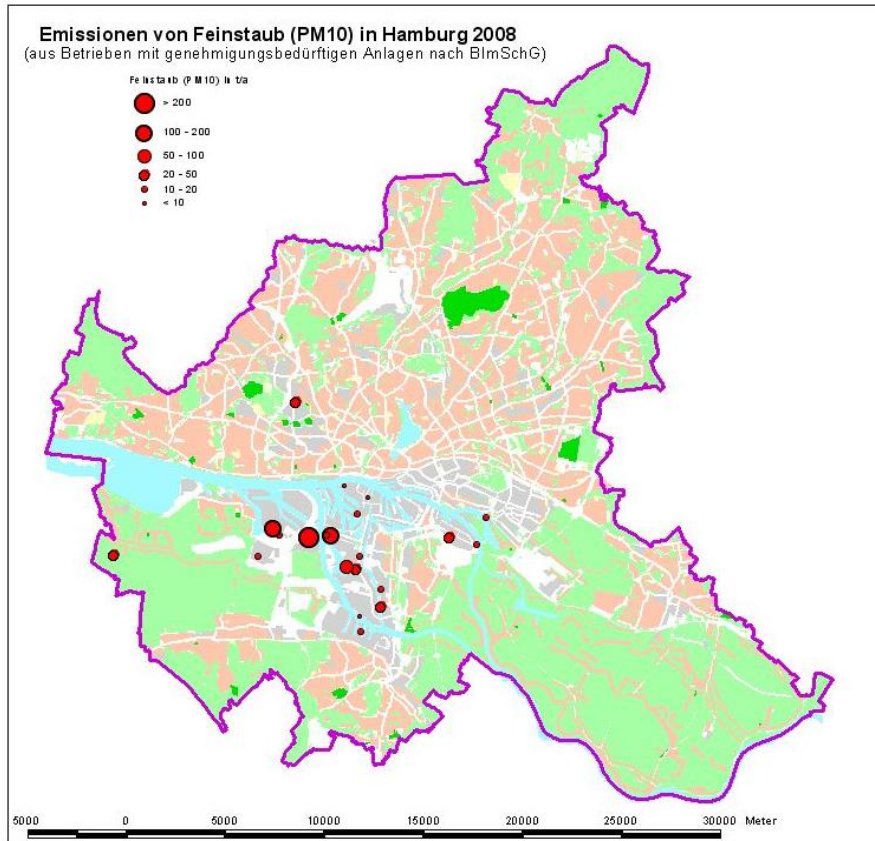 Emissionen von Feinstaub (PM10) in Hamburg 2008
(aus Betrieben mit genehmigungsbedürftigen Anlagen nach BImSchG)
Feinstaub (PM10) in t/a
> 200
100 - 200
50 - 100
20 - 50
10 - 20
< 10
5000 0 5000 10000 15000 20000 25000 30000 Meter